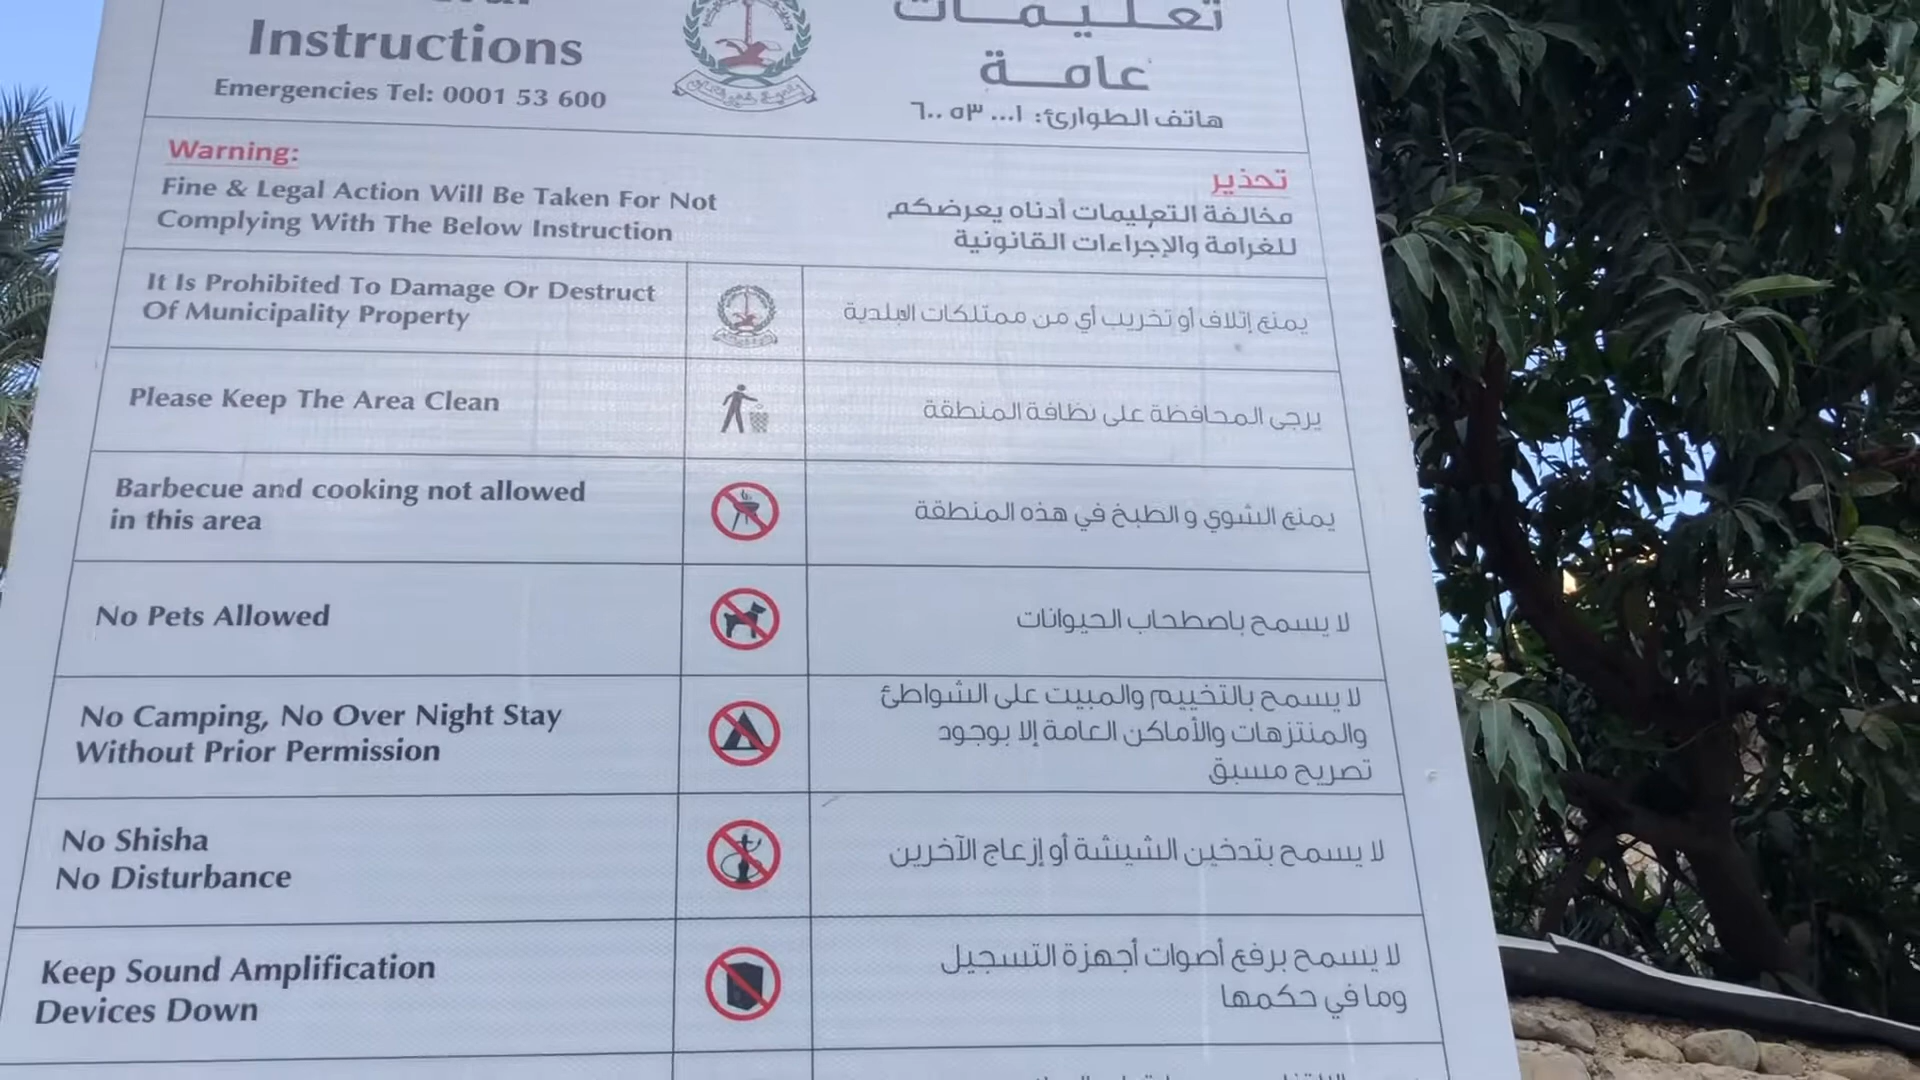 Instructions
Emergencies Tel: 0001 53 600
تعليمات
عامة
هاتف الطوارئ: ٠٠٠١ ٥٣ ٦٠٠
Warning:
Fine & Legal Action Will Be Taken For Not
Complying With The Below Instruction
تحذير
مخالفة التعليمات أدناه يعرضكم
للغرامة والإجراءات القانونية
It Is Prohibited To Damage Or Destruct
Of Municipality Property
يمنع إتلاف أو تخريب أي من ممتلكات البلدية
Please Keep The Area Clean
يرجى المحافظة على نظافة المنطقة
Barbecue and cooking not allowed
in this area
يمنع الشوي و الطبخ في هذه المنطقة
No Pets Allowed
لا يسمح باصطحاب الحيوانات
No Camping, No Over Night Stay
Without Prior Permission
لا يسمح بالتخييم والمبيت على الشواطئ
والمنتزهات والأماكن العامة إلا بوجود
تصريح مسبق
No Shisha
No Disturbance
لا يسمح بتدخين الشيشة أو إزعاج الآخرين
Keep Sound Amplification
Devices Down
لا يسمح برفع أصوات أجهزة التسجيل
وما في حكمها